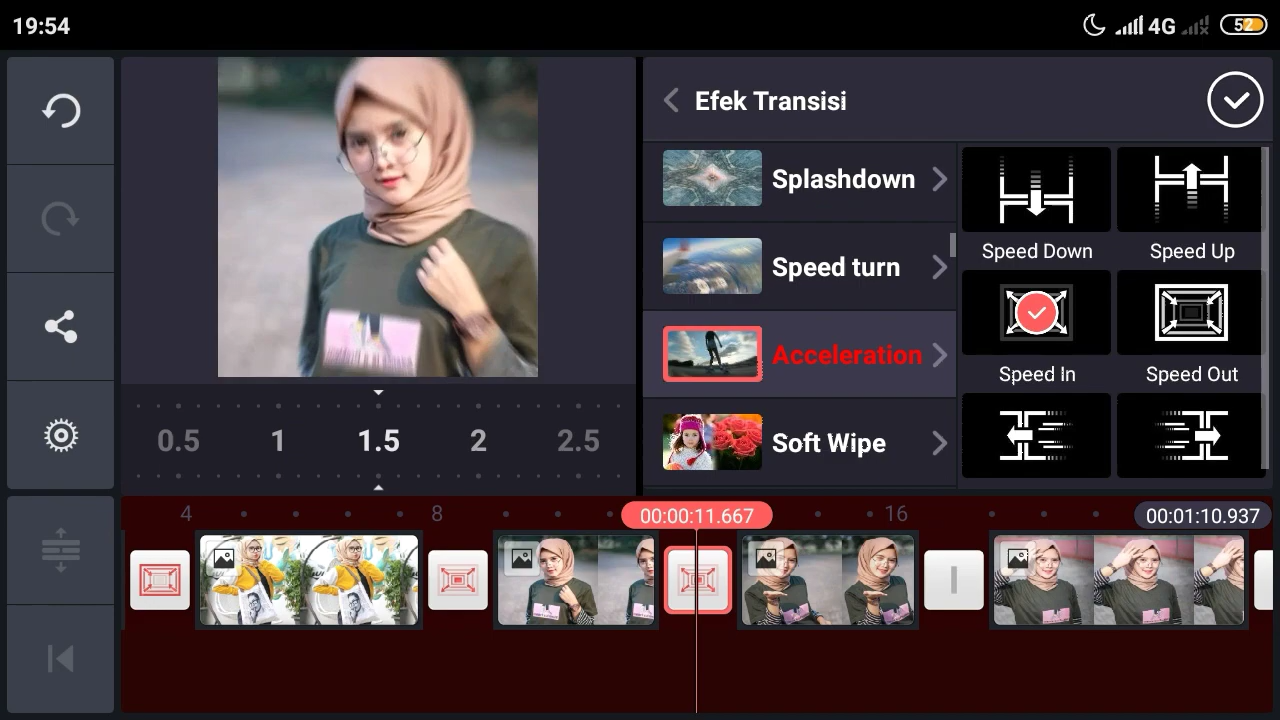 19:54
4G
52
Efek Transisi
Splashdown
Speed turn
Acceleration
Soft Wipe
Speed Down
Speed Up
Speed In
Speed Out
0.5 1 1.5 2 2.5
4 8 00:00:11.667 16 00:01:10.937